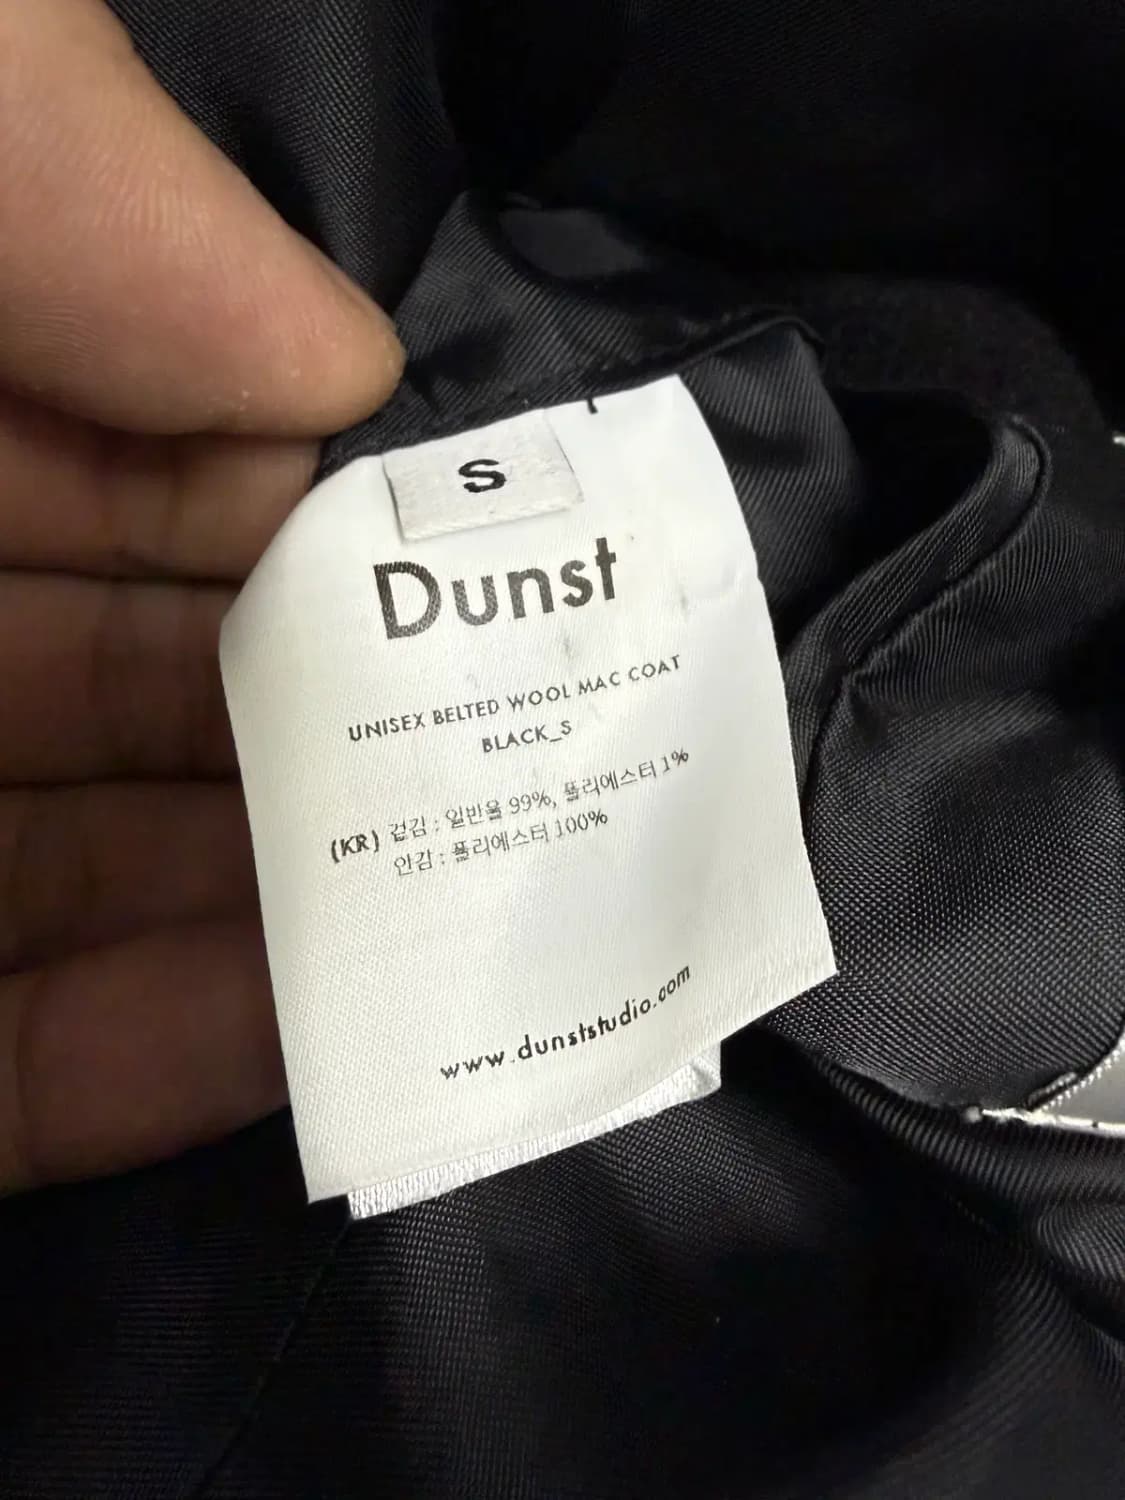 S
Dunst
UNISEX BELTED WOOL MAC COAT
BLACK_S
(KR) 겉감 : 일반울 99%, 폴리에스터 1%
안감 : 폴리에스터 100%
www.dunststudio.com